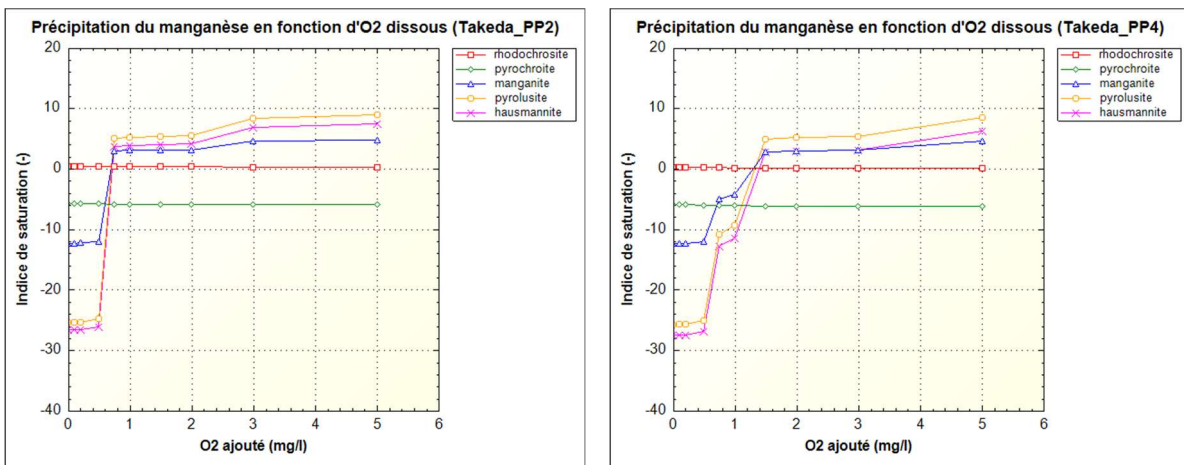 Précipitation du manganèse en fonction d'O2 dissous (Takeda_PP2)
20
10
0
-10
-20
-30
-40
Indice de saturation (-)
0 1 2 3 4 5 6
O2 ajouté (mg/l)
rhodochrosite
pyrochroite
manganite
pyrolusite
hausmannite
Précipitation du manganèse en fonction d'O2 dissous (Takeda_PP4)
20
10
0
-10
-20
-30
-40
Indice de saturation (-)
0 1 2 3 4 5 6
O2 ajouté (mg/l)
rhodochrosite
pyrochroite
manganite
pyrolusite
hausmannite